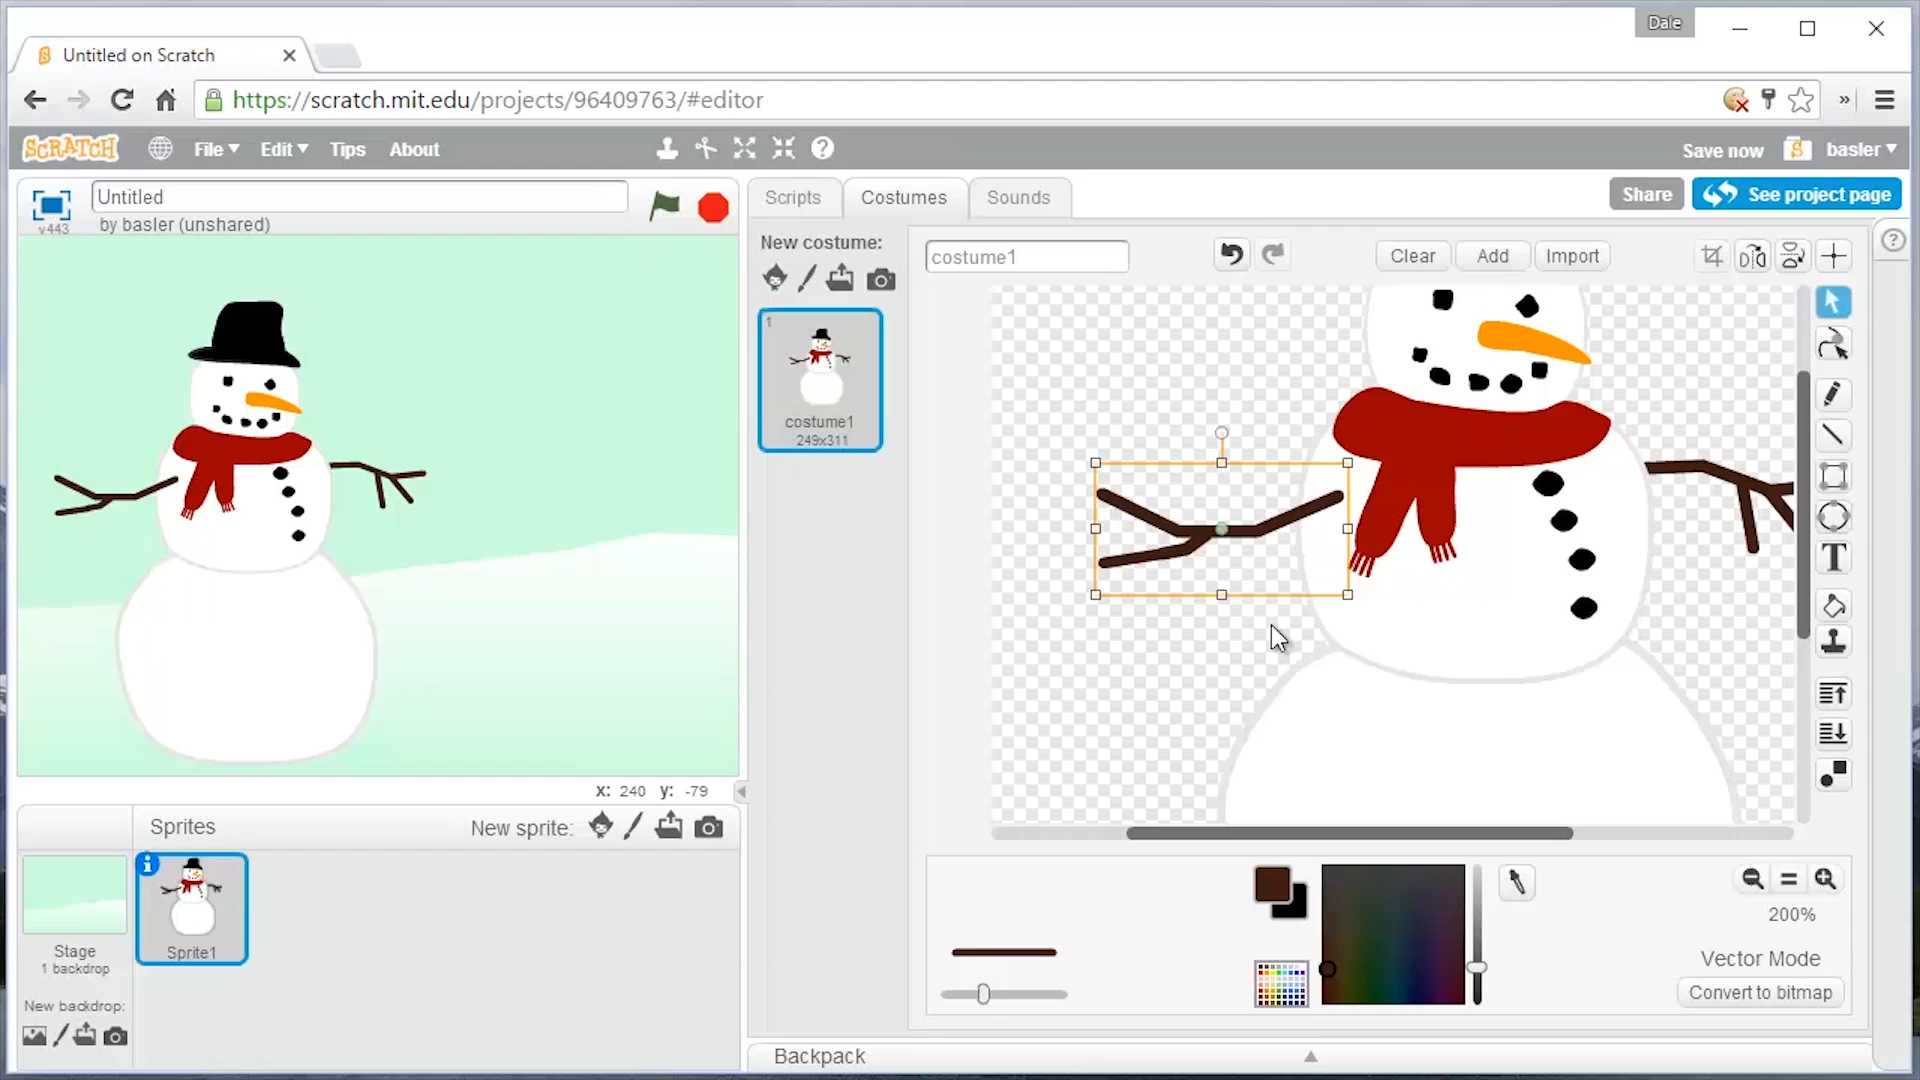 Dale
Untitled on Scratch
https://scratch.mit.edu/projects/96409763/#editor
»
SCRATCH
File
Edit
Tips
About
Save now
basler
Untitled
v443
by basler (unshared)
Scripts
Costumes
Sounds
Share
See project page
New costume:
costume1
Clear
Add
Import
1
costume1
249x311
T
x: 240 y: -79
Sprites
New sprite:
Stage
1 backdrop
Sprite1
New backdrop:
200%
Vector Mode
Convert to bitmap
Backpack